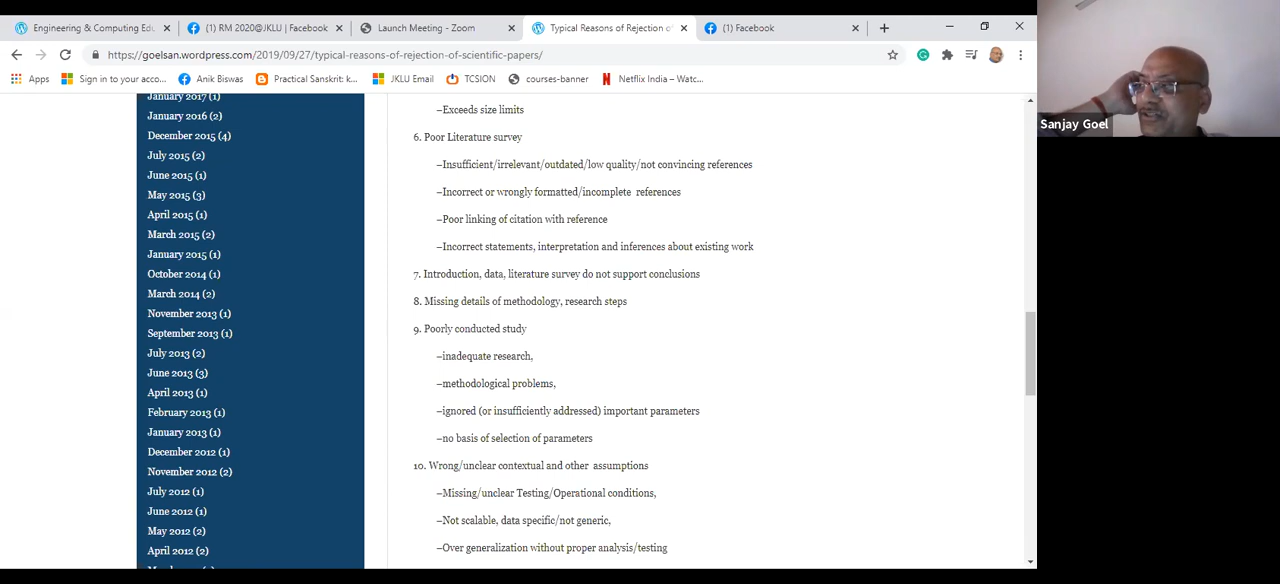 Engineering & Computing Edu
(1) RM 2020@JKLU | Facebook
Launch Meeting - Zoom
Typical Reasons of Rejection of
(1) Facebook
https://goelsan.wordpress.com/2019/09/27/typical-reasons-of-rejection-of-scientific-papers/
Apps
Sign in to your acco...
Anik Biswas
Practical Sanskrit: k...
JKLU Email
TCSION
courses-banner
Netflix India – Watc...
January 2017 (1)
January 2016 (2)
December 2015 (4)
July 2015 (2)
June 2015 (1)
May 2015 (3)
April 2015 (1)
March 2015 (2)
January 2015 (1)
October 2014 (1)
March 2014 (2)
November 2013 (1)
September 2013 (1)
July 2013 (2)
June 2013 (3)
April 2013 (1)
February 2013 (1)
January 2013 (1)
December 2012 (1)
November 2012 (2)
July 2012 (1)
June 2012 (1)
May 2012 (2)
April 2012 (2)
–Exceeds size limits
6. Poor Literature survey
–Insufficient/irrelevant/outdated/low quality/not convincing references
–Incorrect or wrongly formatted/incomplete references
–Poor linking of citation with reference
–Incorrect statements, interpretation and inferences about existing work
7. Introduction, data, literature survey do not support conclusions
8. Missing details of methodology, research steps
9. Poorly conducted study
–inadequate research,
–methodological problems,
–ignored (or insufficiently addressed) important parameters
–no basis of selection of parameters
10. Wrong/unclear contextual and other assumptions
–Missing/unclear Testing/Operational conditions,
–Not scalable, data specific/not generic,
–Over generalization without proper analysis/testing
Sanjay Goel